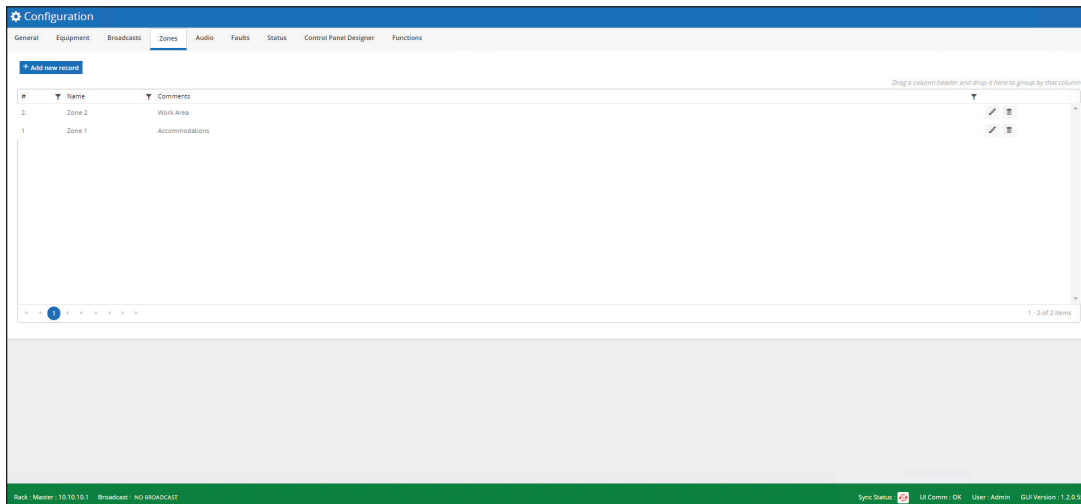 Configuration
General Equipment Broadcasts Zones Audio Faults Status Control Panel Designer Functions
+ Add new record
Drag a column header and drop it here to group by that column
# Name Comments
2 Zone 2 Work Area
1 Zone 1 Accommodations
1 1 - 2 of 2 items
Rack : Master : 10.10.10.1 Broadcast : NO BROADCAST Sync Status : UI Comm : OK User : Admin GUI Version : 1.2.0.5